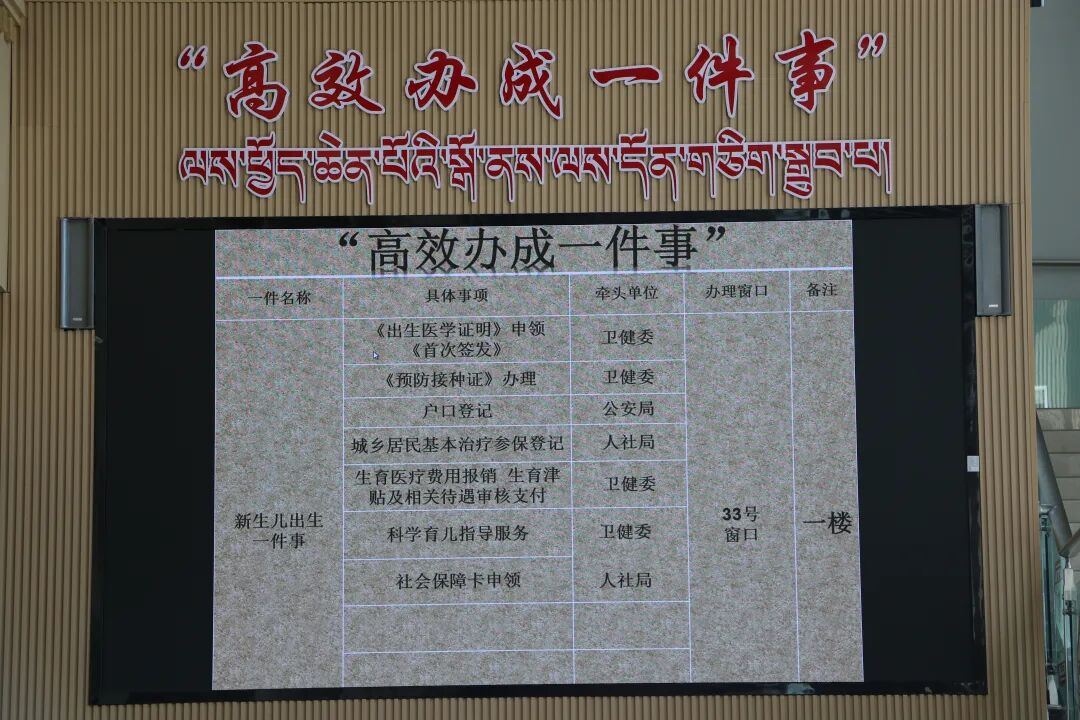 “高效办成一件事”
ལས་སྤྱོད་ཆེན་པོའི་སྒོ་ནས་ལས་དོན་གཅིག་སྒྲུབ་པ།
“高效办成一件事”
一件名称 具体事项 牵头单位 办理窗口 备注
《出生医学证明》申领
《首次签发》
卫健委
《预防接种证》办理 卫健委
户口登记 公安局
城乡居民基本治疗参保登记 人社局
生育医疗费用报销 生育津
贴及相关待遇审核支付
卫健委
新生儿出生
一件事
33号
窗口
一楼
科学育儿指导服务 卫健委
社会保障卡申领 人社局